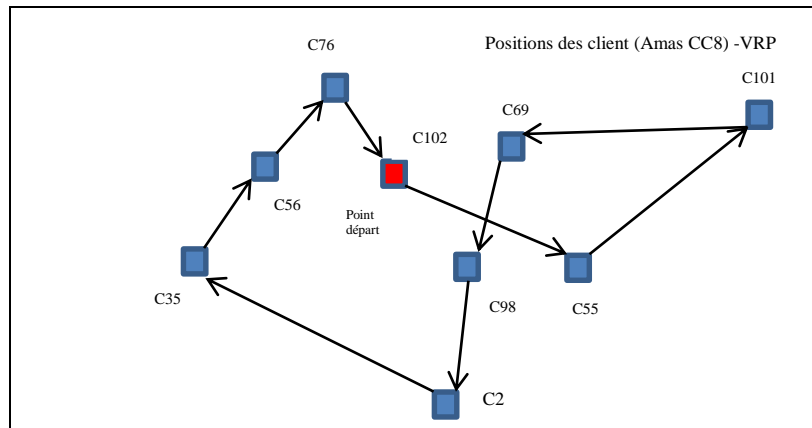 C76
Positions des client (Amas CC8) -VRP
C101
C69
C102
C56
Point
départ
C35
C98
C55
C2